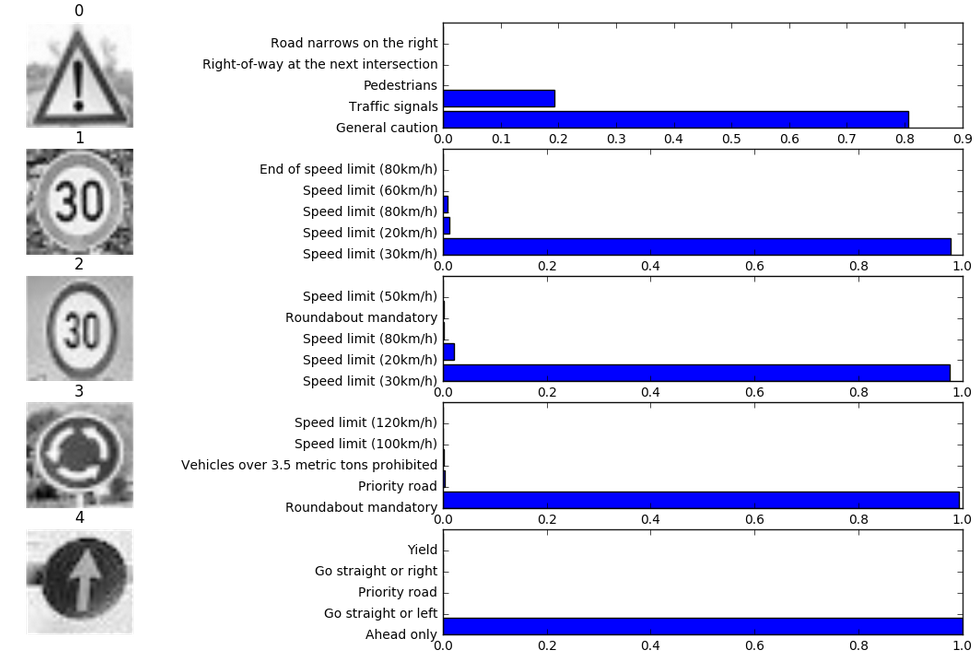 0
!
Road narrows on the right
Right-of-way at the next intersection
Pedestrians
Traffic signals
General caution
0.0 0.1 0.2 0.3 0.4 0.5 0.6 0.7 0.8 0.9
1
30
End of speed limit (80km/h)
Speed limit (60km/h)
Speed limit (80km/h)
Speed limit (20km/h)
Speed limit (30km/h)
0.0 0.2 0.4 0.6 0.8 1.0
2
30
Speed limit (50km/h)
Roundabout mandatory
Speed limit (80km/h)
Speed limit (20km/h)
Speed limit (30km/h)
0.0 0.2 0.4 0.6 0.8 1.0
3
Speed limit (120km/h)
Speed limit (100km/h)
Vehicles over 3.5 metric tons prohibited
Priority road
Roundabout mandatory
0.0 0.2 0.4 0.6 0.8 1.0
4
Yield
Go straight or right
Priority road
Go straight or left
Ahead only
0.0 0.2 0.4 0.6 0.8 1.0